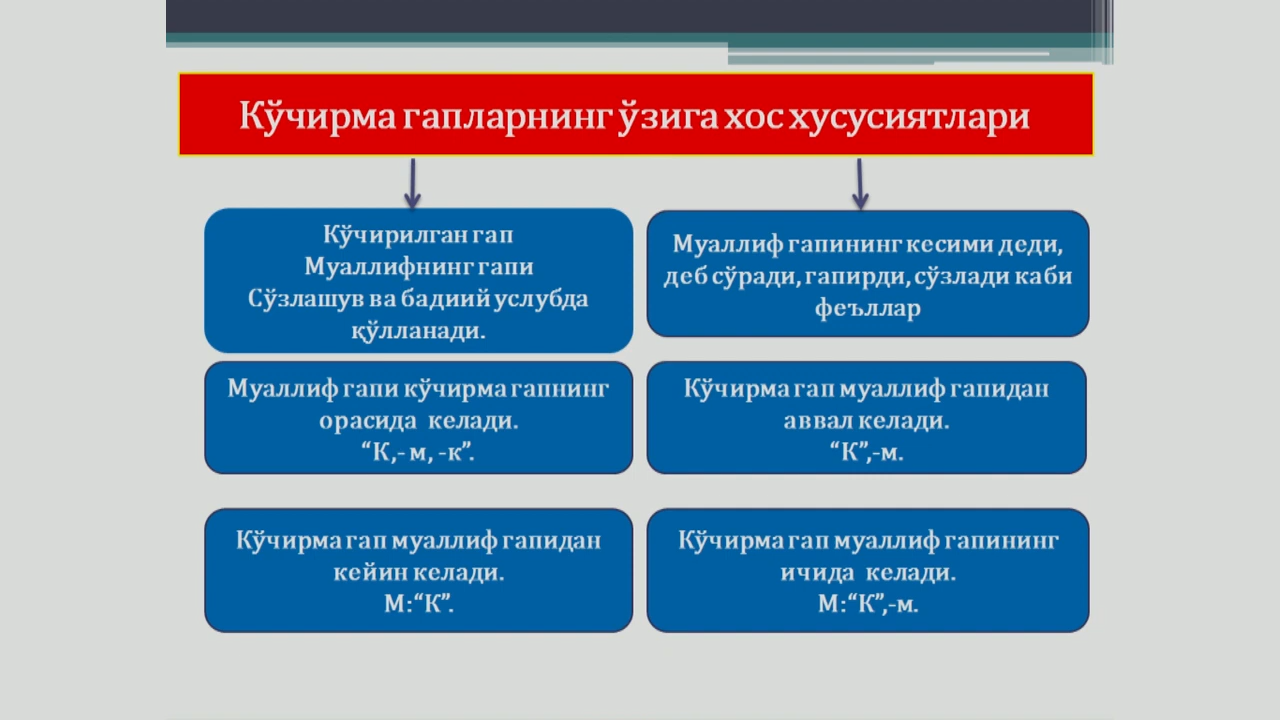 Кўчирма гапларнинг ўзига хос хусусиятлари
Кўчирилган гап
Муаллифнинг гапи
Сўзлашув ва бадиий услубда
қўлланади.
Муаллиф гапининг кесими деди,
деб сўради, гапирди, сўзлади каби
феъллар
Муаллиф гапи кўчирма гапнинг
орасида келади.
“К,- м, -к”.
Кўчирма гап муаллиф гапидан
аввал келади.
“К”,-м.
Кўчирма гап муаллиф гапидан
кейин келади.
М:“К”.
Кўчирма гап муаллиф гапининг
ичида келади.
М:“К”,-м.